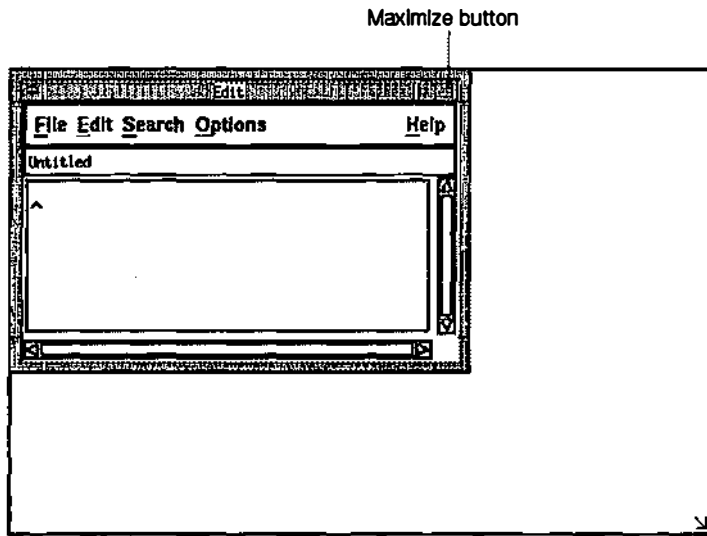 Maximize button
Edit
File Edit Search Options Help
Untitled
^